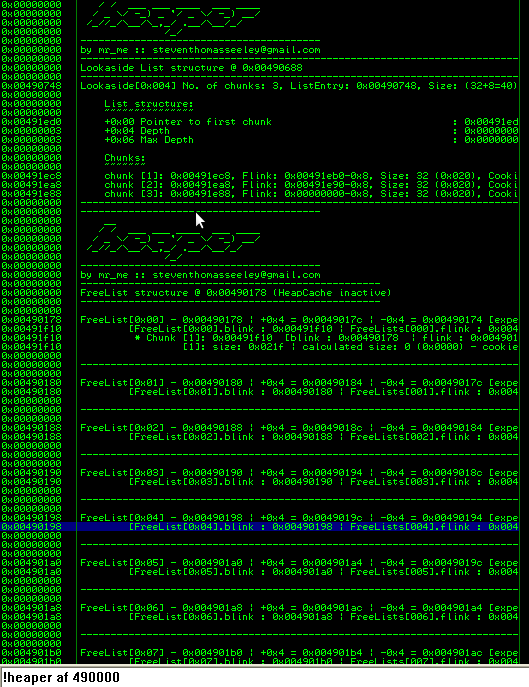 0x00000000
0x00000000
0x00000000
0x00000000
0x00000000
0x00000000 by mr_me :: steventhomasseeley@gmail.com
0x00000000
0x00000000 Lookaside List structure @ 0x00490688
0x00000000
0x00490748 Lookaside[0x004] No. of chunks: 3, ListEntry: 0x00490748, Size: (32+8=40)
0x00000000
0x00000000 List structure:
0x00000000
0x00491ed0 +0x00 Pointer to first chunk : 0x00491ed
0x00000003 +0x04 Depth : 0x0000000
0x00000000 +0x06 Max Depth : 0x0000000
0x00000000
0x00000000 Chunks:
0x00000000
0x00491ec8 chunk [1]: 0x00491ec8, Flink: 0x00491eb0-0x8, Size: 32 (0x020), Cooki
0x00491ea8 chunk [2]: 0x00491ea8, Flink: 0x00491e90-0x8, Size: 32 (0x020), Cooki
0x00491e88 chunk [3]: 0x00491e88, Flink: 0x00000000-0x8, Size: 32 (0x020), Cooki
0x00000000
0x00000000
0x00000000
0x00000000
0x00000000
0x00000000
0x00000000
0x00000000 by mr_me :: steventhomasseeley@gmail.com
0x00000000
0x00000000 FreeList structure @ 0x00490178 (HeapCache inactive)
0x00000000
0x00490178 FreeList[0x00] - 0x00490178 ¦ +0x4 = 0x0049017c ¦ -0x4 = 0x00490174 [expe
0x00491f10 [FreeList[0x00].blink : 0x00491f10 ¦ FreeLists[000].flink : 0x004
0x00491f10 * Chunk [1]: 0x00491f10 [blink : 0x00490178 ¦ flink : 0x004901
0x00491f10 [1]: size: 0x021f ¦ calculated size: 0 (0x0000) - cookie
0x00000000
0x00000000
0x00000000
0x00490180 FreeList[0x01] - 0x00490180 ¦ +0x4 = 0x00490184 ¦ -0x4 = 0x0049017c [expe
0x00490180 [FreeList[0x01].blink : 0x00490180 ¦ FreeLists[001].flink : 0x004
0x00000000
0x00000000
0x00000000
0x00490188 FreeList[0x02] - 0x00490188 ¦ +0x4 = 0x0049018c ¦ -0x4 = 0x00490184 [expe
0x00490188 [FreeList[0x02].blink : 0x00490188 ¦ FreeLists[002].flink : 0x004
0x00000000
0x00000000
0x00000000
0x00490190 FreeList[0x03] - 0x00490190 ¦ +0x4 = 0x00490194 ¦ -0x4 = 0x0049018c [expe
0x00490190 [FreeList[0x03].blink : 0x00490190 ¦ FreeLists[003].flink : 0x004
0x00000000
0x00000000
0x00000000
0x00490198 FreeList[0x04] - 0x00490198 ¦ +0x4 = 0x0049019c ¦ -0x4 = 0x00490194 [expe
0x00490198 [FreeList[0x04].blink : 0x00490198 ¦ FreeLists[004].flink : 0x004
0x00000000
0x00000000
0x00000000
0x004901a0 FreeList[0x05] - 0x004901a0 ¦ +0x4 = 0x004901a4 ¦ -0x4 = 0x0049019c [expe
0x004901a0 [FreeList[0x05].blink : 0x004901a0 ¦ FreeLists[005].flink : 0x004
0x00000000
0x00000000
0x00000000
0x004901a8 FreeList[0x06] - 0x004901a8 ¦ +0x4 = 0x004901ac ¦ -0x4 = 0x004901a4 [expe
0x004901a8 [FreeList[0x06].blink : 0x004901a8 ¦ FreeLists[006].flink : 0x004
0x00000000
0x00000000
0x00000000
0x004901b0 FreeList[0x07] - 0x004901b0 ¦ +0x4 = 0x004901b4 ¦ -0x4 = 0x004901ac [expe
0x004901b0 [FreeList[0x07].blink : 0x004901b0 ¦ FreeLists[007].flink : 0x004
!heaper af 490000